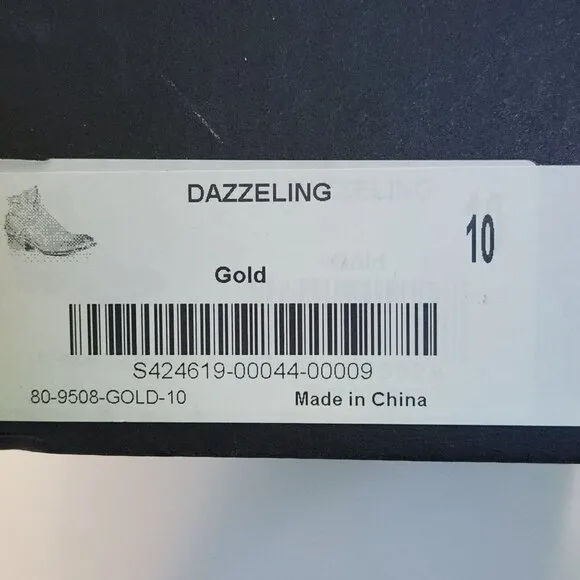 DAZZELING
10
Gold
S424619-00044-00009
80-9508-GOLD-10 Made in China